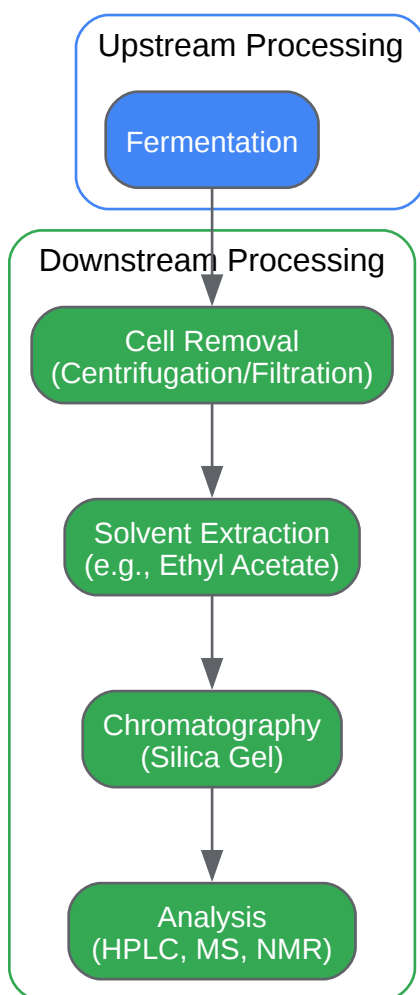 Upstream Processing
Fermentation
Downstream Processing
Cell Removal
(Centrifugation/Filtration)
Solvent Extraction
(e.g., Ethyl Acetate)
Chromatography
(Silica Gel)
Analysis
(HPLC, MS, NMR)